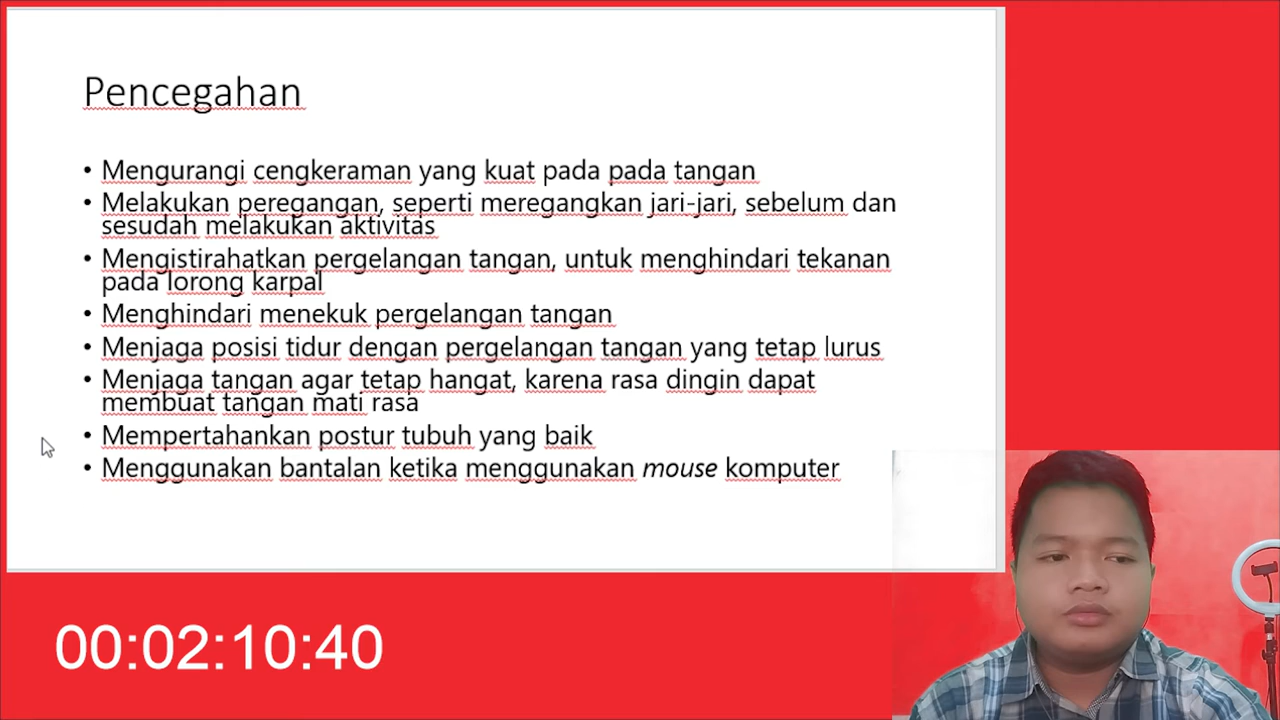 Pencegahan
• Mengurangi cengkeraman yang kuat pada pada tangan
• Melakukan peregangan, seperti meregangkan jari-jari, sebelum dan
sesudah melakukan aktivitas
• Mengistirahatkan pergelangan tangan, untuk menghindari tekanan
pada lorong karpal
• Menghindari menekuk pergelangan tangan
• Menjaga posisi tidur dengan pergelangan tangan yang tetap lurus
• Menjaga tangan agar tetap hangat, karena rasa dingin dapat
membuat tangan mati rasa
• Mempertahankan postur tubuh yang baik
• Menggunakan bantalan ketika menggunakan mouse komputer
00:02:10:40